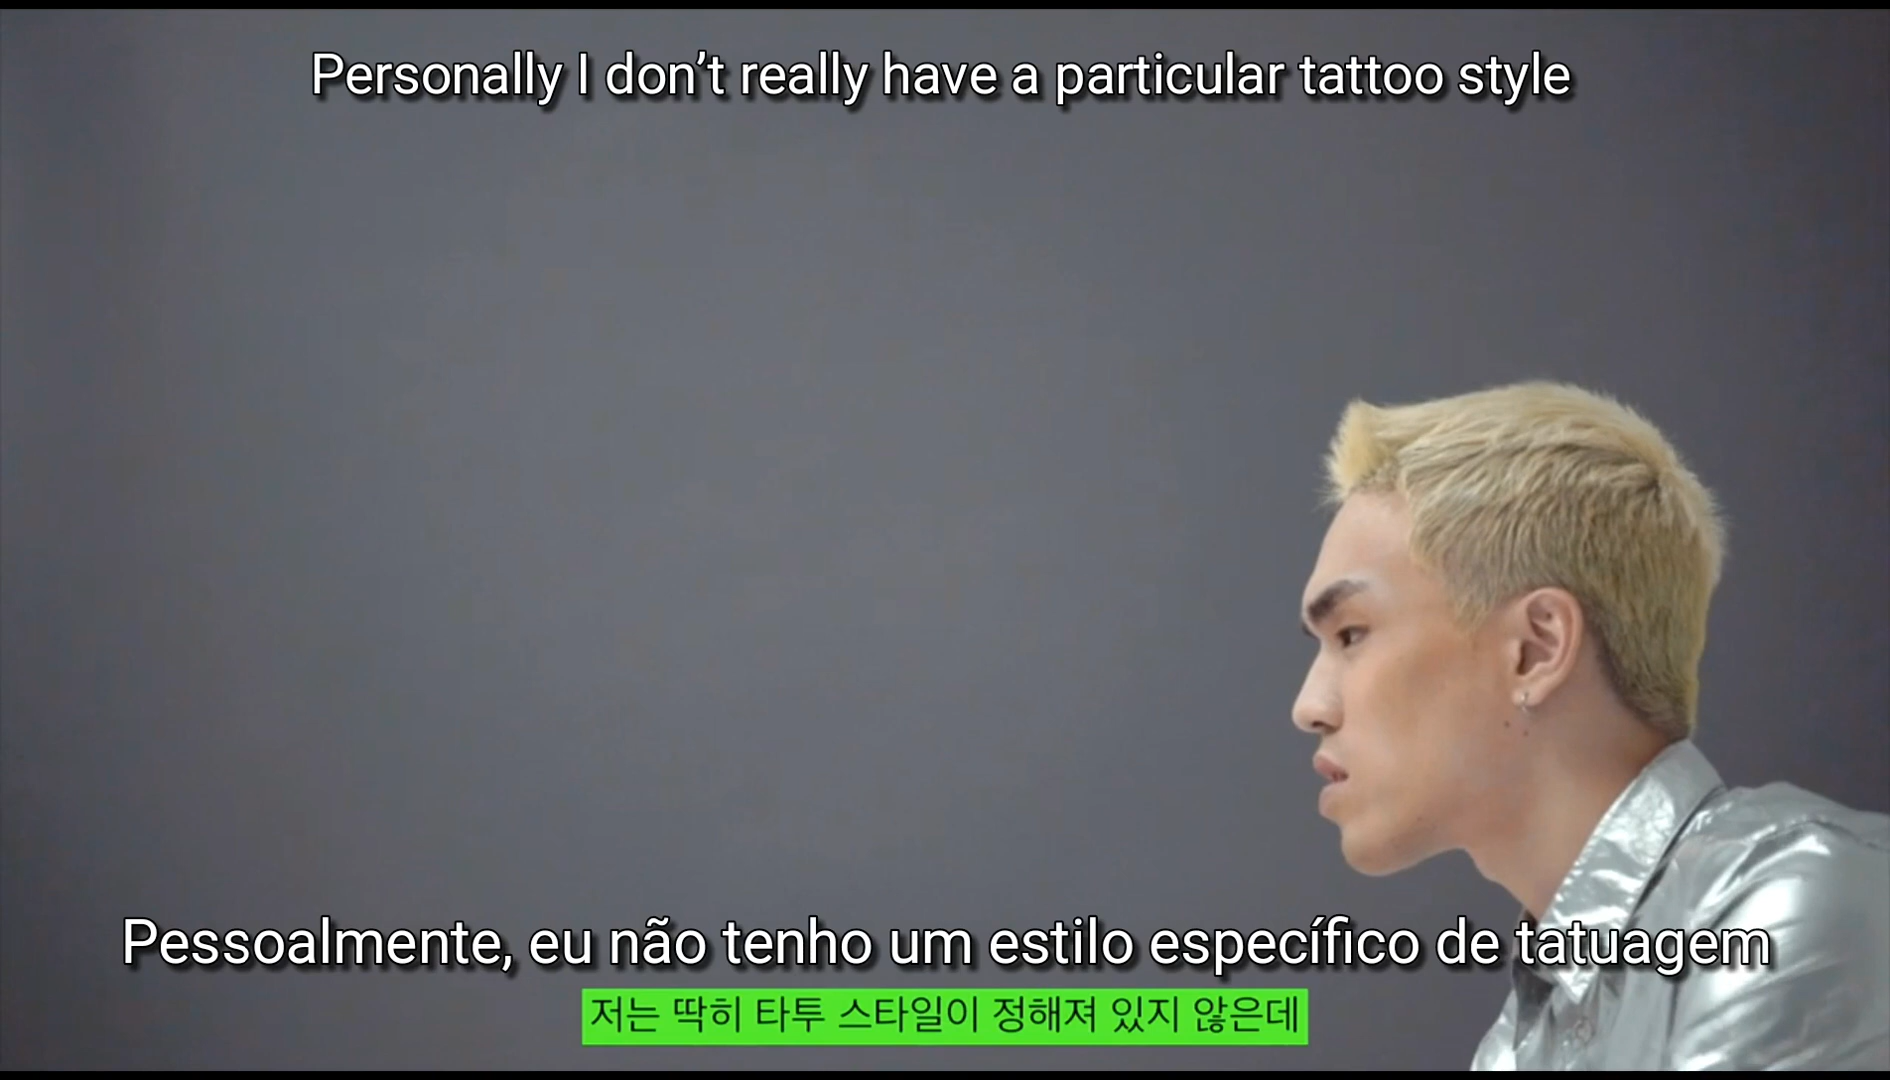 Personally I don’t really have a particular tattoo style
Pessoalmente, eu não tenho um estilo específico de tatuagem
저는 딱히 타투 스타일이 정해져 있지 않은데